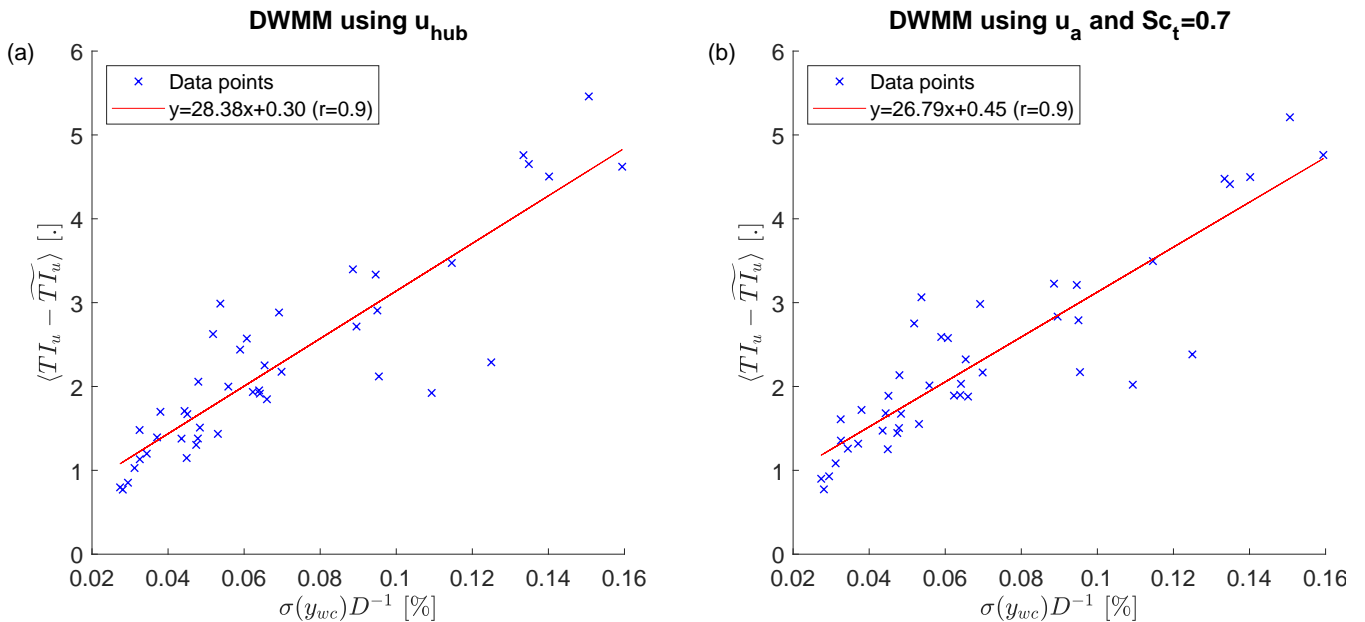 DWMM using u_hub
(a)
6
5
4
3
2
1
0
0.02 0.04 0.06 0.08 0.1 0.12 0.14 0.16
⟨TI_u − \widetilde{TI_u}⟩ [.]
σ(y_wc)D⁻¹ [%]
Data points
y=28.38x+0.30 (r=0.9)
DWMM using u_a and Sc_t=0.7
(b)
6
5
4
3
2
1
0
0.02 0.04 0.06 0.08 0.1 0.12 0.14 0.16
⟨TI_u − \widetilde{TI_u}⟩ [.]
σ(y_wc)D⁻¹ [%]
Data points
y=26.79x+0.45 (r=0.9)